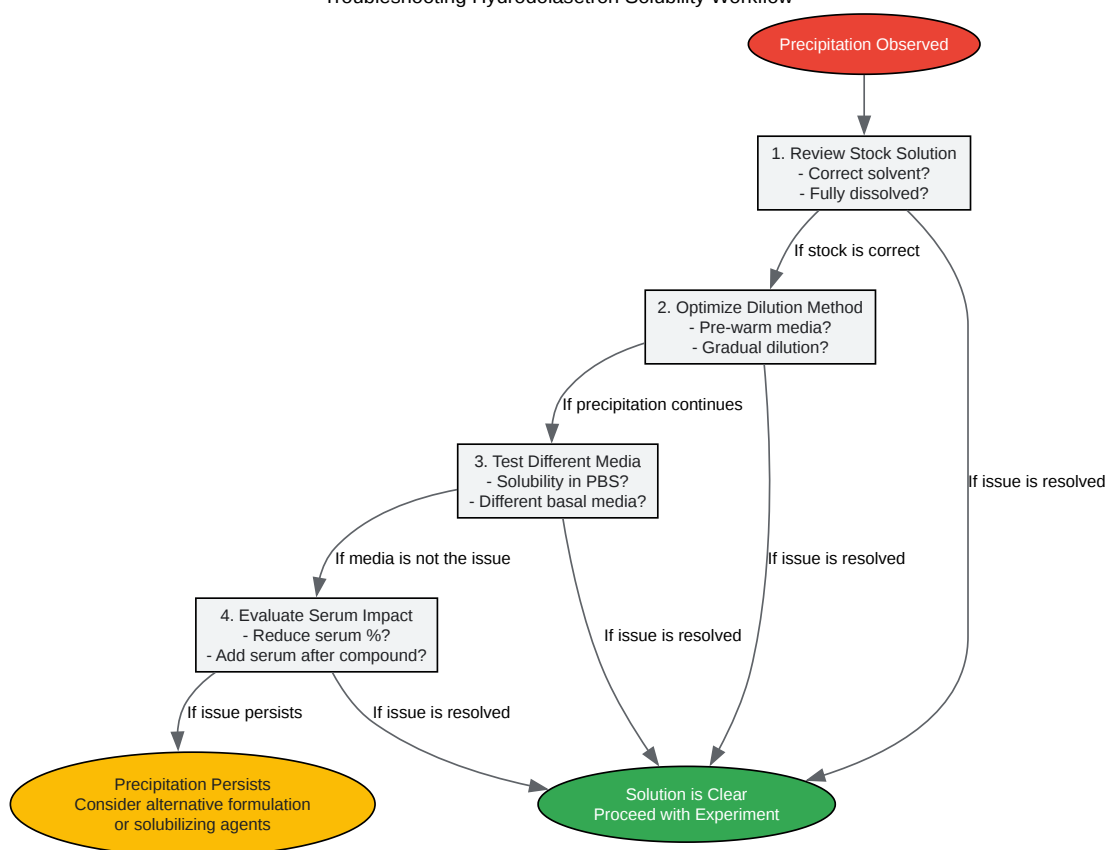 Troubleshooting Hydrodolasetron Solubility Workflow
Precipitation Observed
1. Review Stock Solution
- Correct solvent?
- Fully dissolved?
If stock is correct
2. Optimize Dilution Method
- Pre-warm media?
- Gradual dilution?
If precipitation continues
3. Test Different Media
- Solubility in PBS?
- Different basal media?
If issue is resolved
If media is not the issue
If issue is resolved
4. Evaluate Serum Impact
- Reduce serum %?
- Add serum after compound?
If issue is resolved
If issue persists
If issue is resolved
Precipitation Persists
Consider alternative formulation
or solubilizing agents
Solution is Clear
Proceed with Experiment